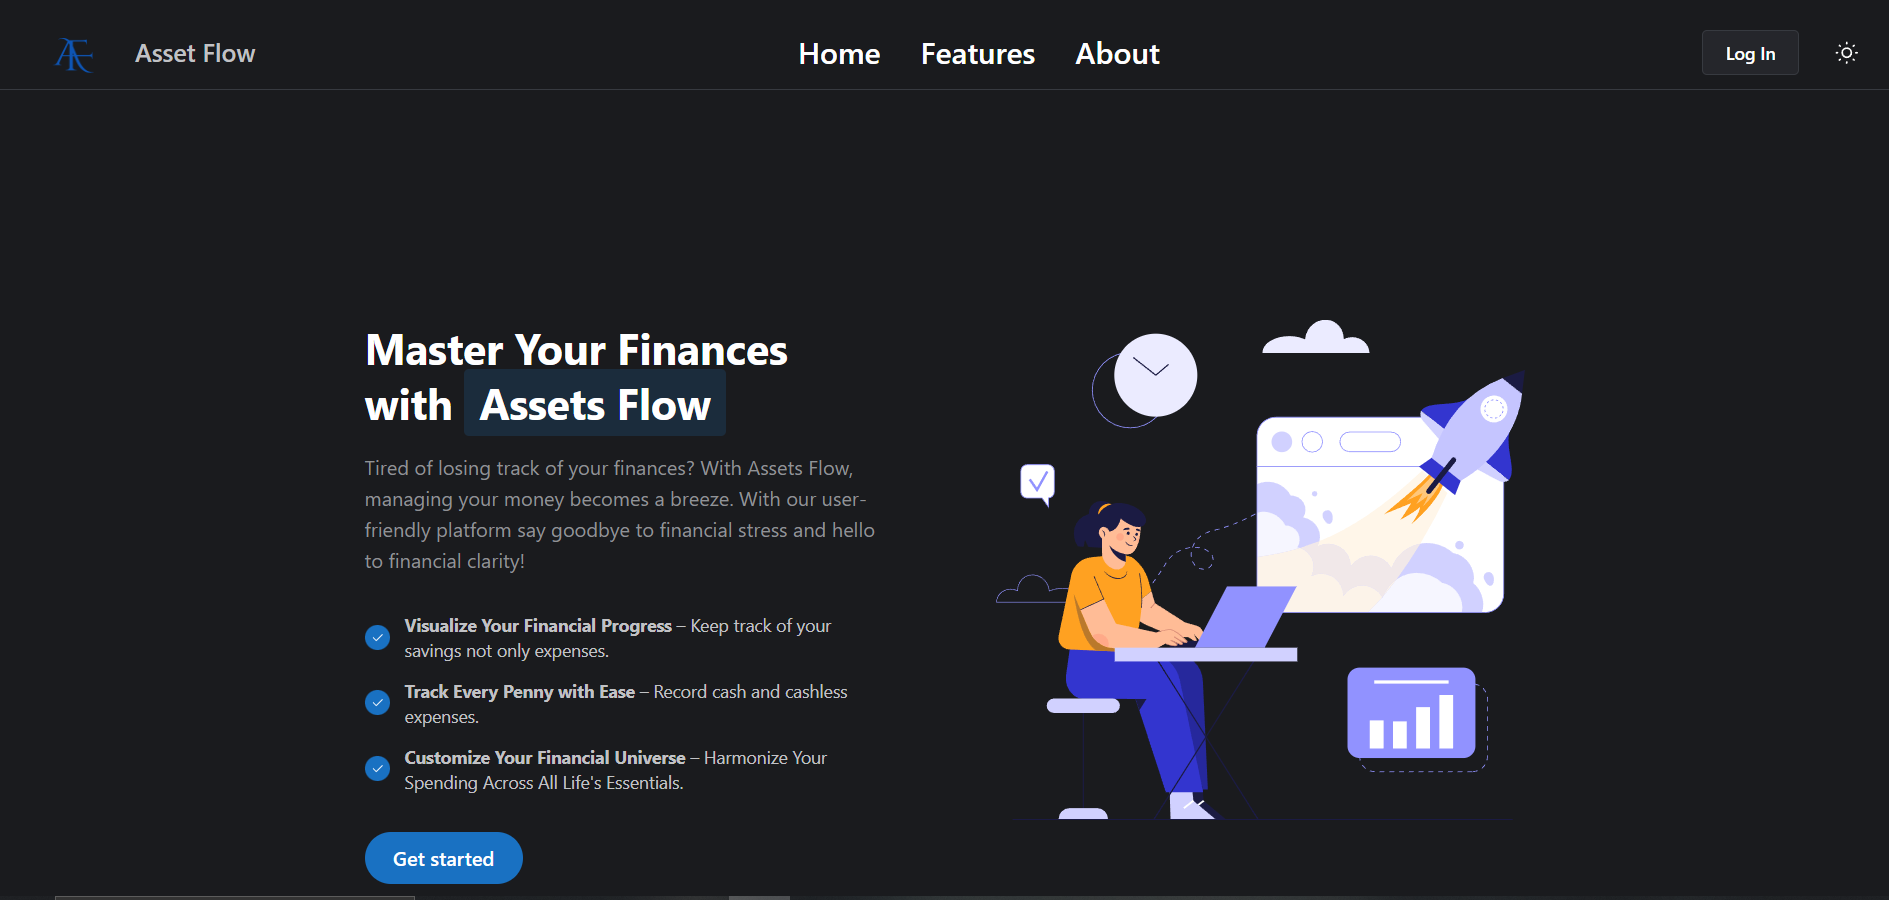 AF
Asset Flow
Home
Features
About
Log In
Master Your Finances
with Assets Flow
Tired of losing track of your finances? With Assets Flow,
managing your money becomes a breeze. With our user-
friendly platform say goodbye to financial stress and hello
to financial clarity!
Visualize Your Financial Progress – Keep track of your
savings not only expenses.
Track Every Penny with Ease – Record cash and cashless
expenses.
Customize Your Financial Universe – Harmonize Your
Spending Across All Life's Essentials.
Get started